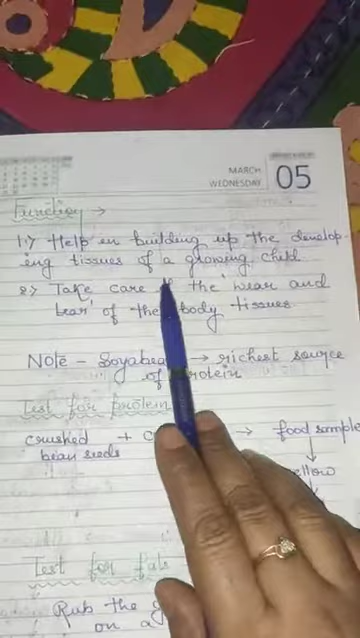 MARCH
WEDNESDAY 05
Function →
1.) Help in building up the develop-
ing tissues of a growing child
2.) Take care of the 'wear and
tear' of the body tissues
Note - Soyabean → richest source
of protein
Test for protein
crushed + → food sample
bean seeds
↓
yellow
↓
Test for fats
Rub the
on a